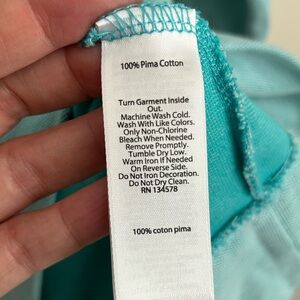 100% Pima Cotton
Turn Garment Inside
Out.
Machine Wash Cold.
Wash With Like Colors.
Only Non-Chlorine
Bleach When Needed.
Remove Promptly.
Tumble Dry Low.
Warm Iron If Needed
On Reverse Side.
Do Not Iron Decoration.
Do Not Dry Clean.
RN 134578
100% coton pima